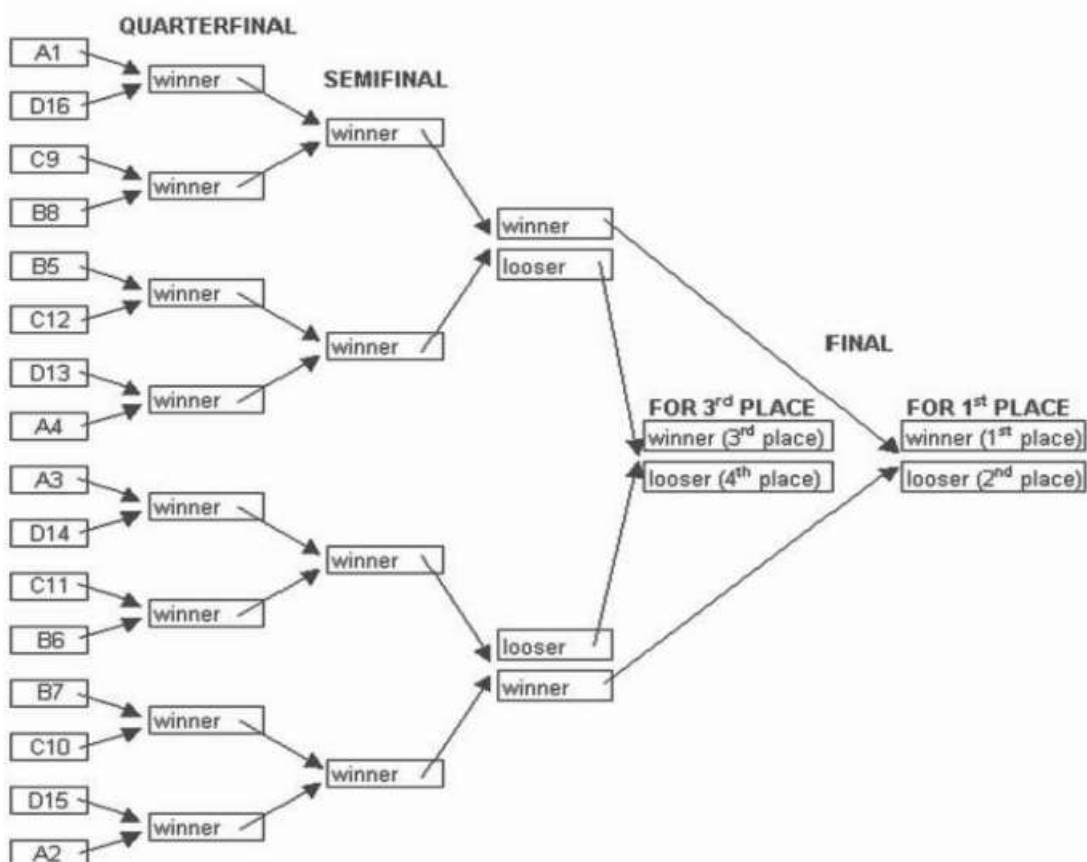 QUARTERFINAL
A1
winner
D16
SEMIFINAL
winner
C9
winner
B8
winner
looser
B5
winner
C12
winner
FINAL
D13
winner
A4
FOR 3rd PLACE
winner (3rd place)
looser (4th place)
FOR 1st PLACE
winner (1st place)
looser (2nd place)
A3
winner
D14
winner
C11
winner
B6
looser
winner
B7
winner
C10
winner
D15
winner
A2